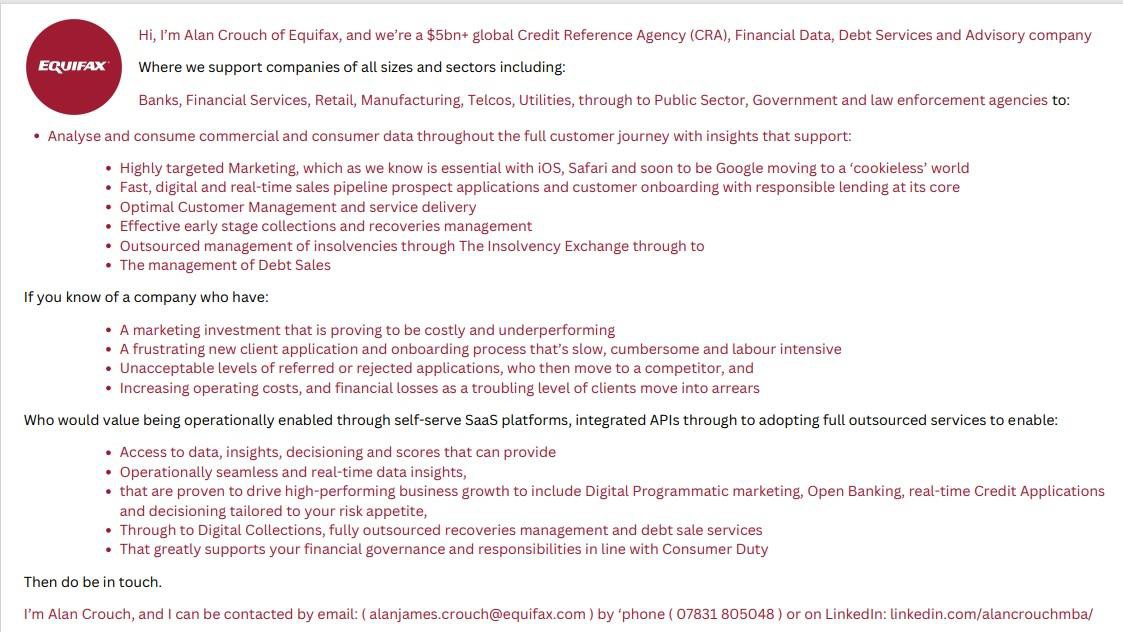 Hi, I’m Alan Crouch of Equifax, and we’re a $5bn+ global Credit Reference Agency (CRA), Financial Data, Debt Services and Advisory company
EQUIFAX
Where we support companies of all sizes and sectors including:
Banks, Financial Services, Retail, Manufacturing, Telcos, Utilities, through to Public Sector, Government and law enforcement agencies to:
• Analyse and consume commercial and consumer data throughout the full customer journey with insights that support:
• Highly targeted Marketing, which as we know is essential with iOS, Safari and soon to be Google moving to a ‘cookieless’ world
• Fast, digital and real-time sales pipeline prospect applications and customer onboarding with responsible lending at its core
• Optimal Customer Management and service delivery
• Effective early stage collections and recoveries management
• Outsourced management of insolvencies through The Insolvency Exchange through to
• The management of Debt Sales
If you know of a company who have:
• A marketing investment that is proving to be costly and underperforming
• A frustrating new client application and onboarding process that’s slow, cumbersome and labour intensive
• Unacceptable levels of referred or rejected applications, who then move to a competitor, and
• Increasing operating costs, and financial losses as a troubling level of clients move into arrears
Who would value being operationally enabled through self-serve SaaS platforms, integrated APIs through to adopting full outsourced services to enable:
• Access to data, insights, decisioning and scores that can provide
• Operationally seamless and real-time data insights,
• that are proven to drive high-performing business growth to include Digital Programmatic marketing, Open Banking, real-time Credit Applications
and decisioning tailored to your risk appetite,
• Through to Digital Collections, fully outsourced recoveries management and debt sale services
• That greatly supports your financial governance and responsibilities in line with Consumer Duty
Then do be in touch.
I’m Alan Crouch, and I can be contacted by email: ( alanjames.crouch@equifax.com ) by ‘phone ( 07831 805048 ) or on LinkedIn: linkedin.com/alancrouchmba/